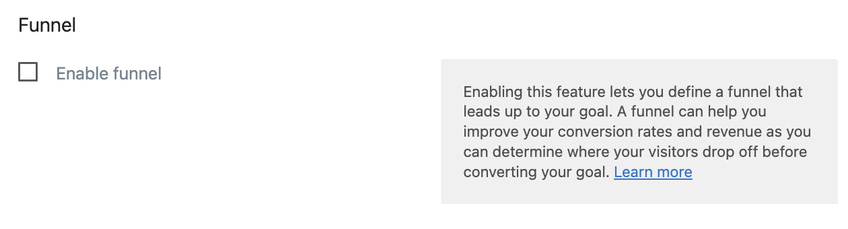 Funnel
Enable funnel
Enabling this feature lets you define a funnel that
leads up to your goal. A funnel can help you
improve your conversion rates and revenue as you
can determine where your visitors drop off before
converting your goal. Learn more